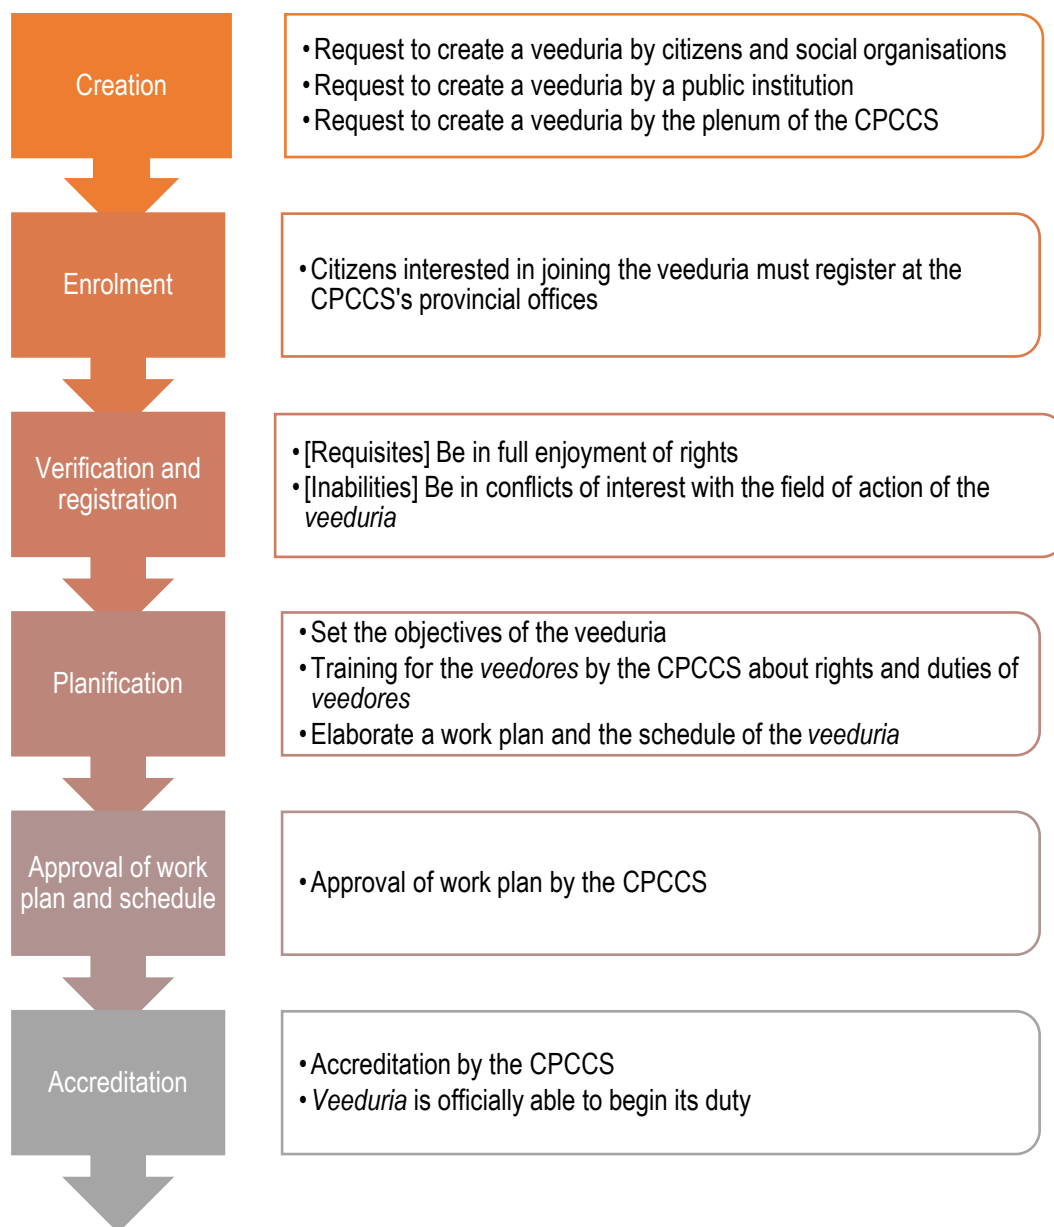 Creation
• Request to create a veeduria by citizens and social organisations
• Request to create a veeduria by a public institution
• Request to create a veeduria by the plenum of the CPCCS
Enrolment
• Citizens interested in joining the veeduria must register at the
CPCCS's provincial offices
Verification and
registration
• [Requisites] Be in full enjoyment of rights
• [Inabilities] Be in conflicts of interest with the field of action of the
veeduria
Planification
• Set the objectives of the veeduria
• Training for the veedores by the CPCCS about rights and duties of
veedores
• Elaborate a work plan and the schedule of the veeduria
Approval of work
plan and schedule
• Approval of work plan by the CPCCS
Accreditation
• Accreditation by the CPCCS
• Veeduria is officially able to begin its duty